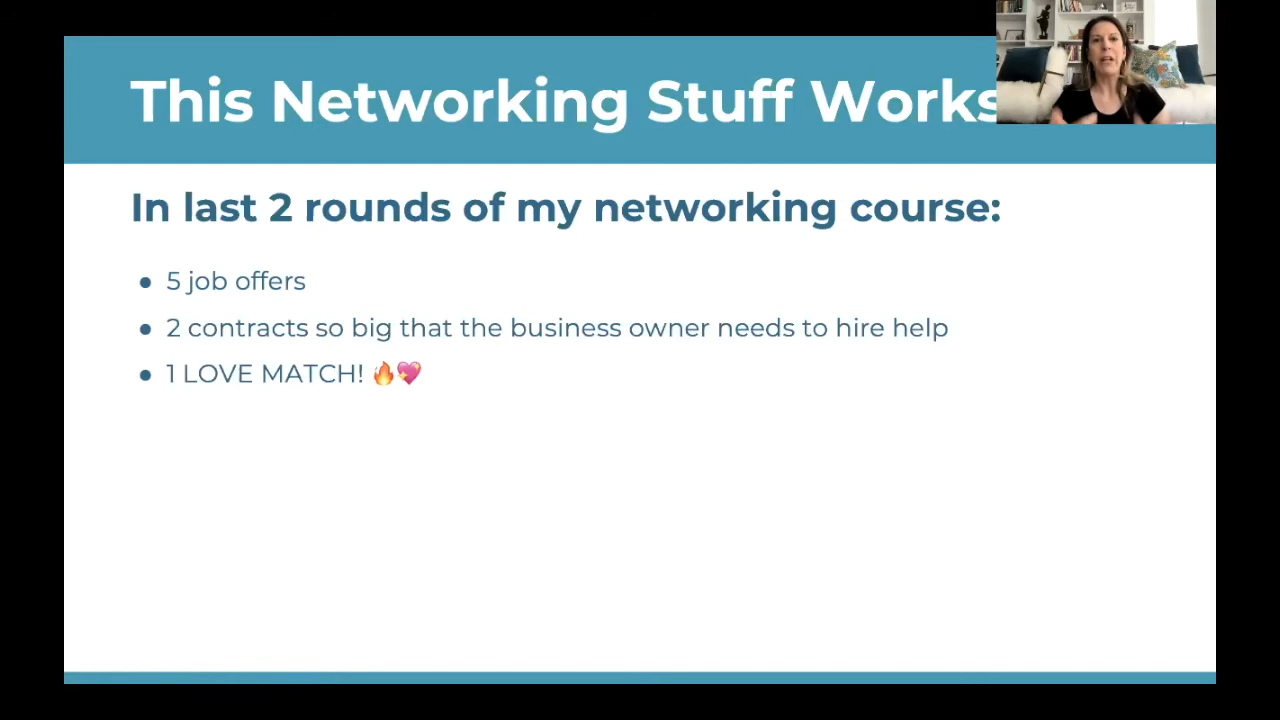 This Networking Stuff Works
In last 2 rounds of my networking course:
● 5 job offers
● 2 contracts so big that the business owner needs to hire help
● 1 LOVE MATCH! 🔥💖